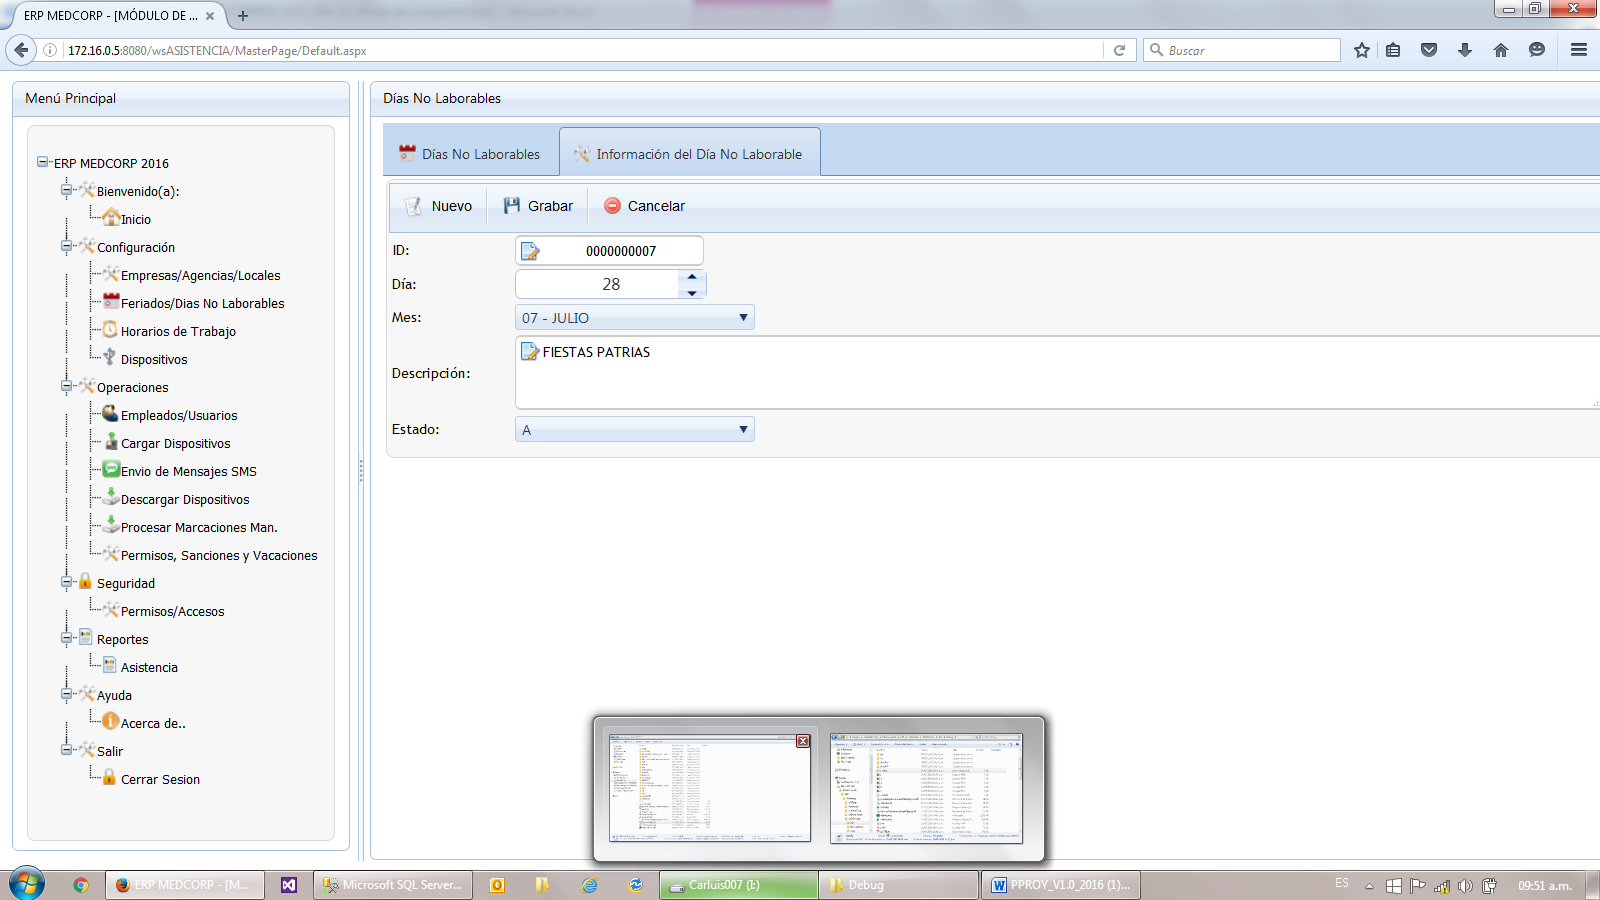 ERP MEDCORP - [MÓDULO DE ...
172.16.0.5:8080/wsASISTENCIA/MasterPage/Default.aspx
Buscar
Menú Principal
ERP MEDCORP 2016
Bienvenido(a):
Inicio
Configuración
Empresas/Agencias/Locales
Feriados/Dias No Laborables
Horarios de Trabajo
Dispositivos
Operaciones
Empleados/Usuarios
Cargar Dispositivos
Envio de Mensajes SMS
Descargar Dispositivos
Procesar Marcaciones Man.
Permisos, Sanciones y Vacaciones
Seguridad
Permisos/Accesos
Reportes
Asistencia
Ayuda
Acerca de..
Salir
Cerrar Sesion
Días No Laborables
Días No Laborables
Información del Día No Laborable
Nuevo
Grabar
Cancelar
ID: 0000000007
Día: 28
Mes: 07 - JULIO
Descripción: FIESTAS PATRIAS
Estado: A
ERP MEDCORP - [M...
Microsoft SQL Server...
Carluis007 (I:)
Debug
PPROY_V1.0_2016 (1)...
ES
09:51 a.m.